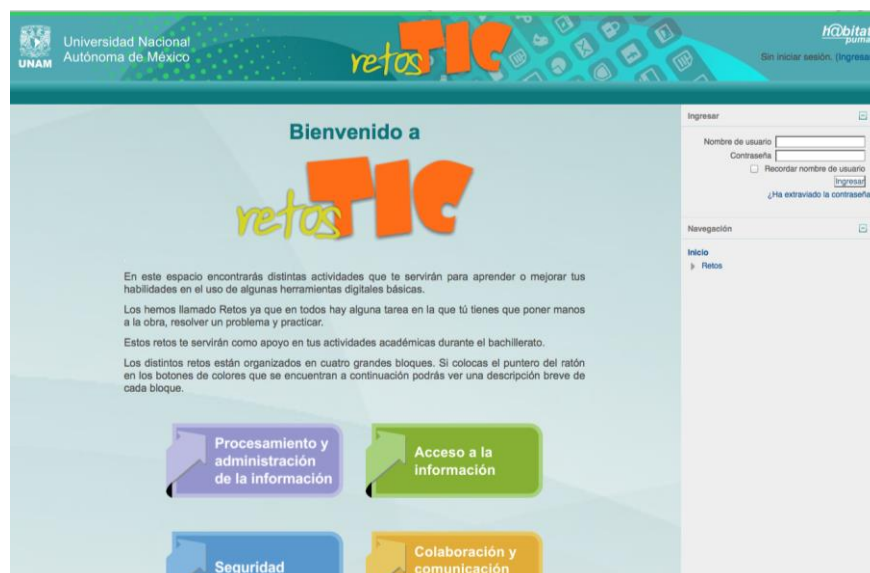 UNAM
Universidad Nacional
Autónoma de México
retosTIC
h@bitat
puma
Sin iniciar sesión. (Ingresar
Bienvenido a
retosTIC
En este espacio encontrarás distintas actividades que te servirán para aprender o mejorar tus
habilidades en el uso de algunas herramientas digitales básicas.
Los hemos llamado Retos ya que en todos hay alguna tarea en la que tú tienes que poner manos
a la obra, resolver un problema y practicar.
Estos retos te servirán como apoyo en tus actividades académicas durante el bachillerato.
Los distintos retos están organizados en cuatro grandes bloques. Si colocas el puntero del ratón
en los botones de colores que se encuentran a continuación podrás ver una descripción breve de
cada bloque.
Procesamiento y
administración
de la información
Acceso a la
información
Seguridad
Colaboración y
comunicación
Ingresar
Nombre de usuario
Contraseña
Recordar nombre de usuario
Ingresar
¿Ha extraviado la contraseña
Navegación
Inicio
Retos